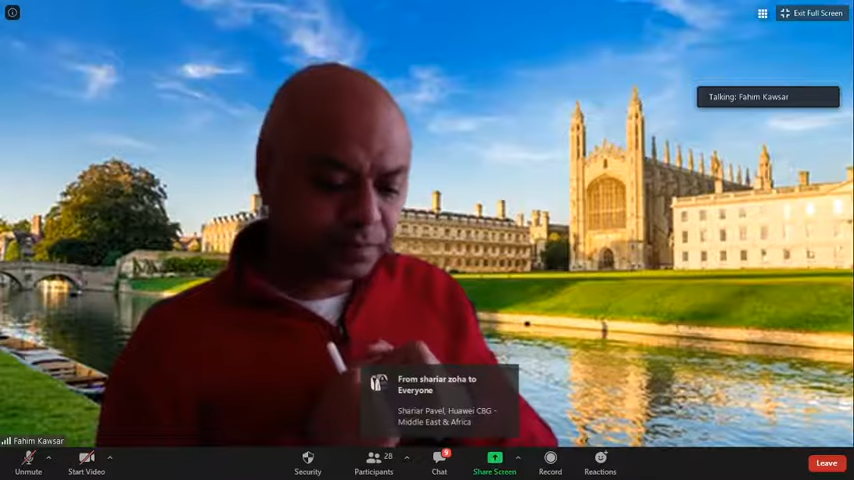 Exit Full Screen
Talking: Fahim Kawsar
From shariar zoha to
Everyone
Shariar Pavel, Huawei CBG -
Middle East & Africa
Fahim Kawsar
9
28
Unmute
Start Video
Security
Participants
Chat
Share Screen
Record
Reactions
Leave